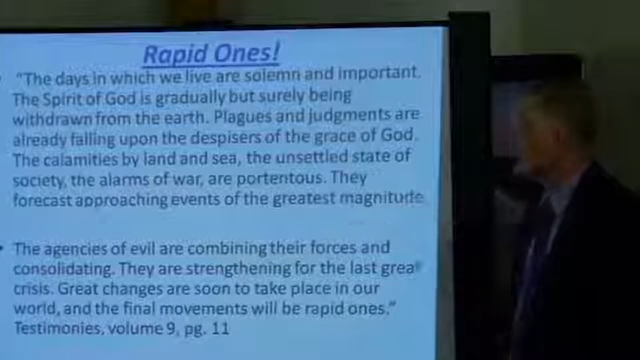 Rapid Ones!
"The days in which we live are solemn and important.
The Spirit of God is gradually but surely being
withdrawn from the earth. Plagues and judgments are
already falling upon the despisers of the grace of God.
The calamities by land and sea, the unsettled state of
society, the alarms of war, are portentous. They
forecast approaching events of the greatest magnitude
• The agencies of evil are combining their forces and
consolidating. They are strengthening for the last great
crisis. Great changes are soon to take place in our
world, and the final movements will be rapid ones."
Testimonies, volume 9, pg. 11